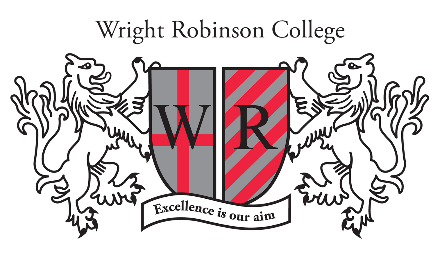 Wright Robinson College
W R
Excellence is our aim